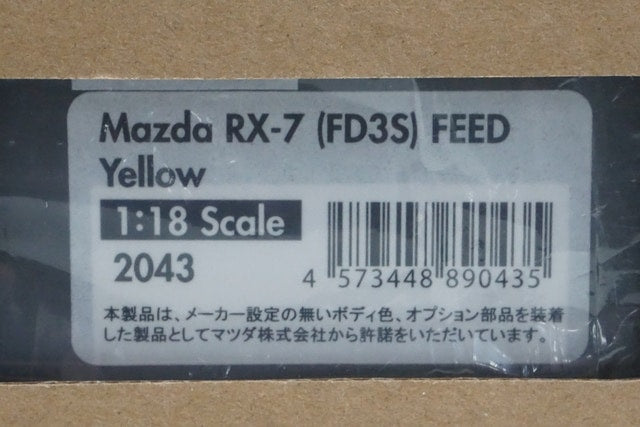 Mazda RX-7 (FD3S) FEED
Yellow
1:18 Scale
2043
4 573448 890435
本製品は、メーカー設定の無いボディ色、オプション部品を装着
した製品としてマツダ株式会社から許諾をいただいています。